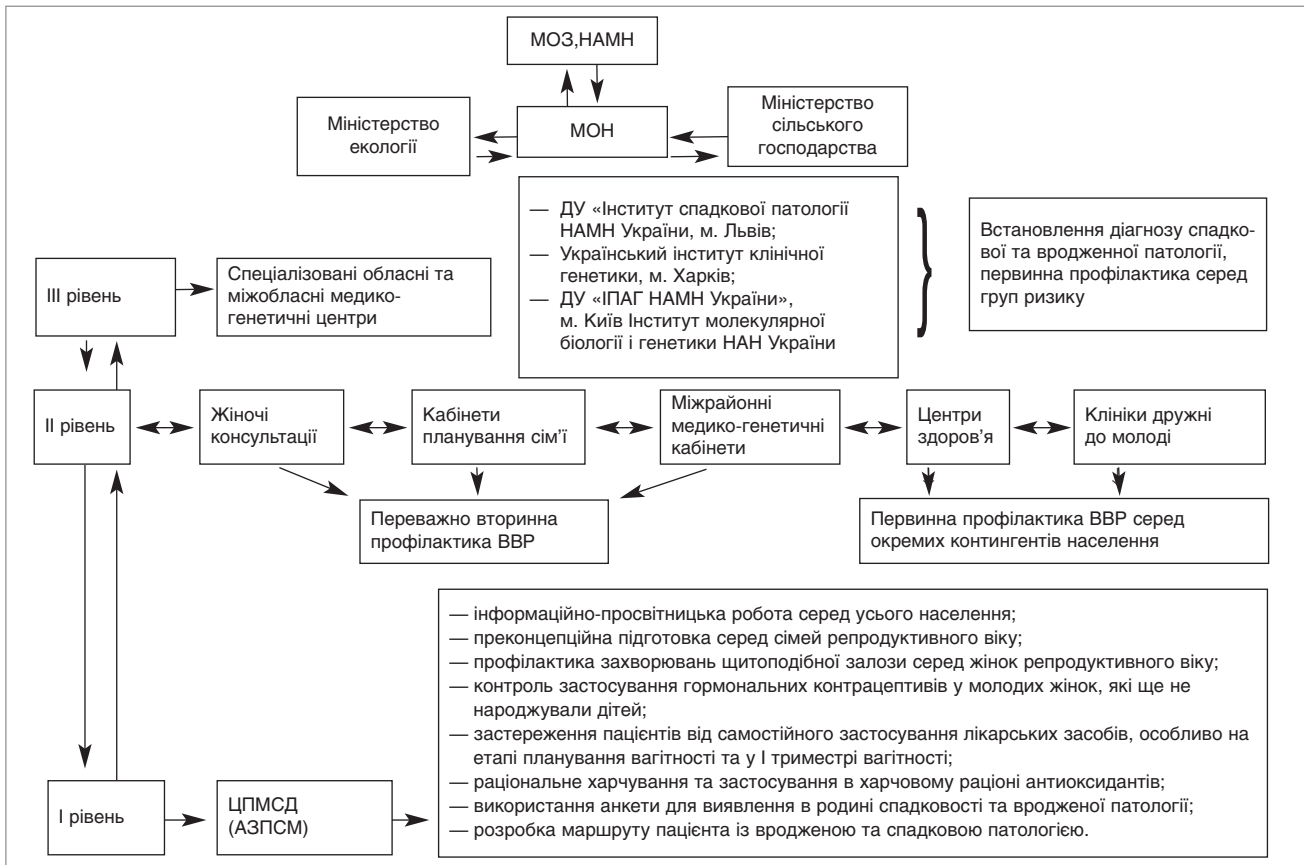 МОЗ,НАМН
Міністерство
екології
МОН
Міністерство
сільського
господарства
— ДУ «Інститут спадкової патології
НАМН України, м. Львів;
— Український інститут клінічної
генетики, м. Харків;
— ДУ «ІПАГ НАМН України»,
м. Київ Інститут молекулярної
біології і генетики НАН України
Встановлення діагнозу спадко-
вої та вродженної патології,
первинна профілактика серед
груп ризику
III рівень
Спеціалізовані обласні та
міжобласні медико-
генетичні центри
II рівень
Жіночі
консультації
Кабінети
планування сім’ї
Міжрайонні
медико-генетичні
кабінети
Центри
здоров’я
Клініки дружні
до молоді
Переважно вторинна
профілактика ВВР
Первинна профілактика ВВР серед
окремих контингентів населення
— інформаційно-просвітницька робота серед усього населення;
— преконцепційна підготовка серед сімей репродуктивного віку;
— профілактика захворювань щитоподібної залози серед жінок репродуктивного віку;
— контроль застосування гормональних контрацептивів у молодих жінок, які ще не
народжували дітей;
— застереження пацієнтів від самостійного застосування лікарських засобів, особливо на
етапі планування вагітності та у I триместрі вагітності;
— раціональне харчування та застосування в харчовому раціоні антиоксидантів;
— використання анкети для виявлення в родині спадковості та вродженої патології;
— розробка маршруту пацієнта із вродженою та спадковою патологією.
I рівень
ЦПМСД
(АЗПСМ)